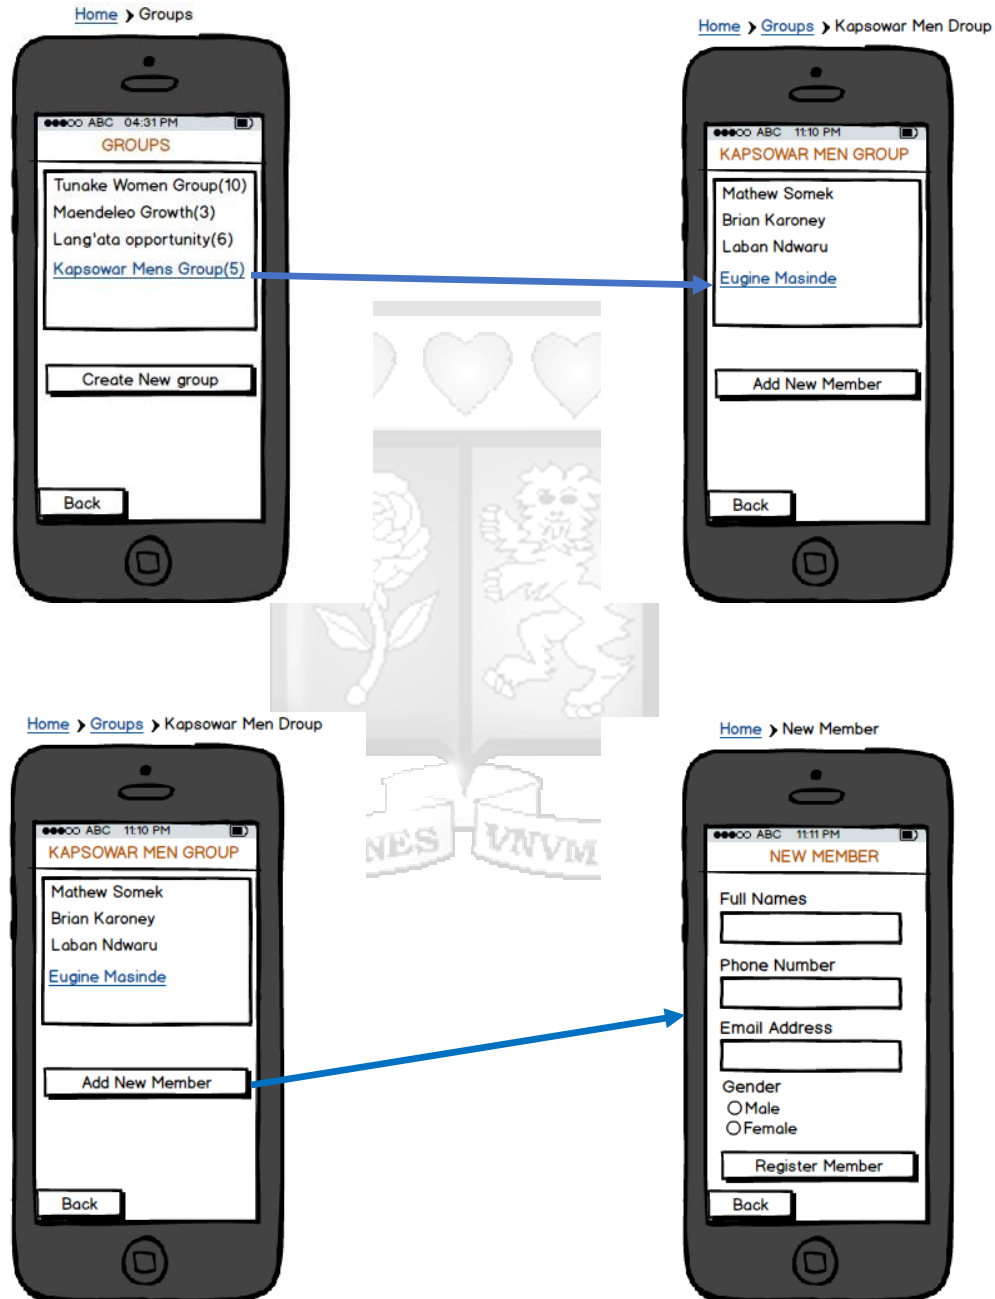 Home > Groups
●●●○○ ABC 04:31 PM
GROUPS
Tunake Women Group(10)
Maendeleo Growth(3)
Lang'ata opportunity(6)
Kapsowar Mens Group(5)
Create New group
Back
Home > Groups > Kapsowar Men Droup
●●●○○ ABC 11:10 PM
KAPSOWAR MEN GROUP
Mathew Somek
Brian Karoney
Laban Ndwaru
Eugine Masinde
Add New Member
Back
NES VNVM
Home > Groups > Kapsowar Men Droup
●●●○○ ABC 11:10 PM
KAPSOWAR MEN GROUP
Mathew Somek
Brian Karoney
Laban Ndwaru
Eugine Masinde
Add New Member
Back
Home > New Member
●●●○○ ABC 11:11 PM
NEW MEMBER
Full Names
Phone Number
Email Address
Gender
Male
Female
Register Member
Back